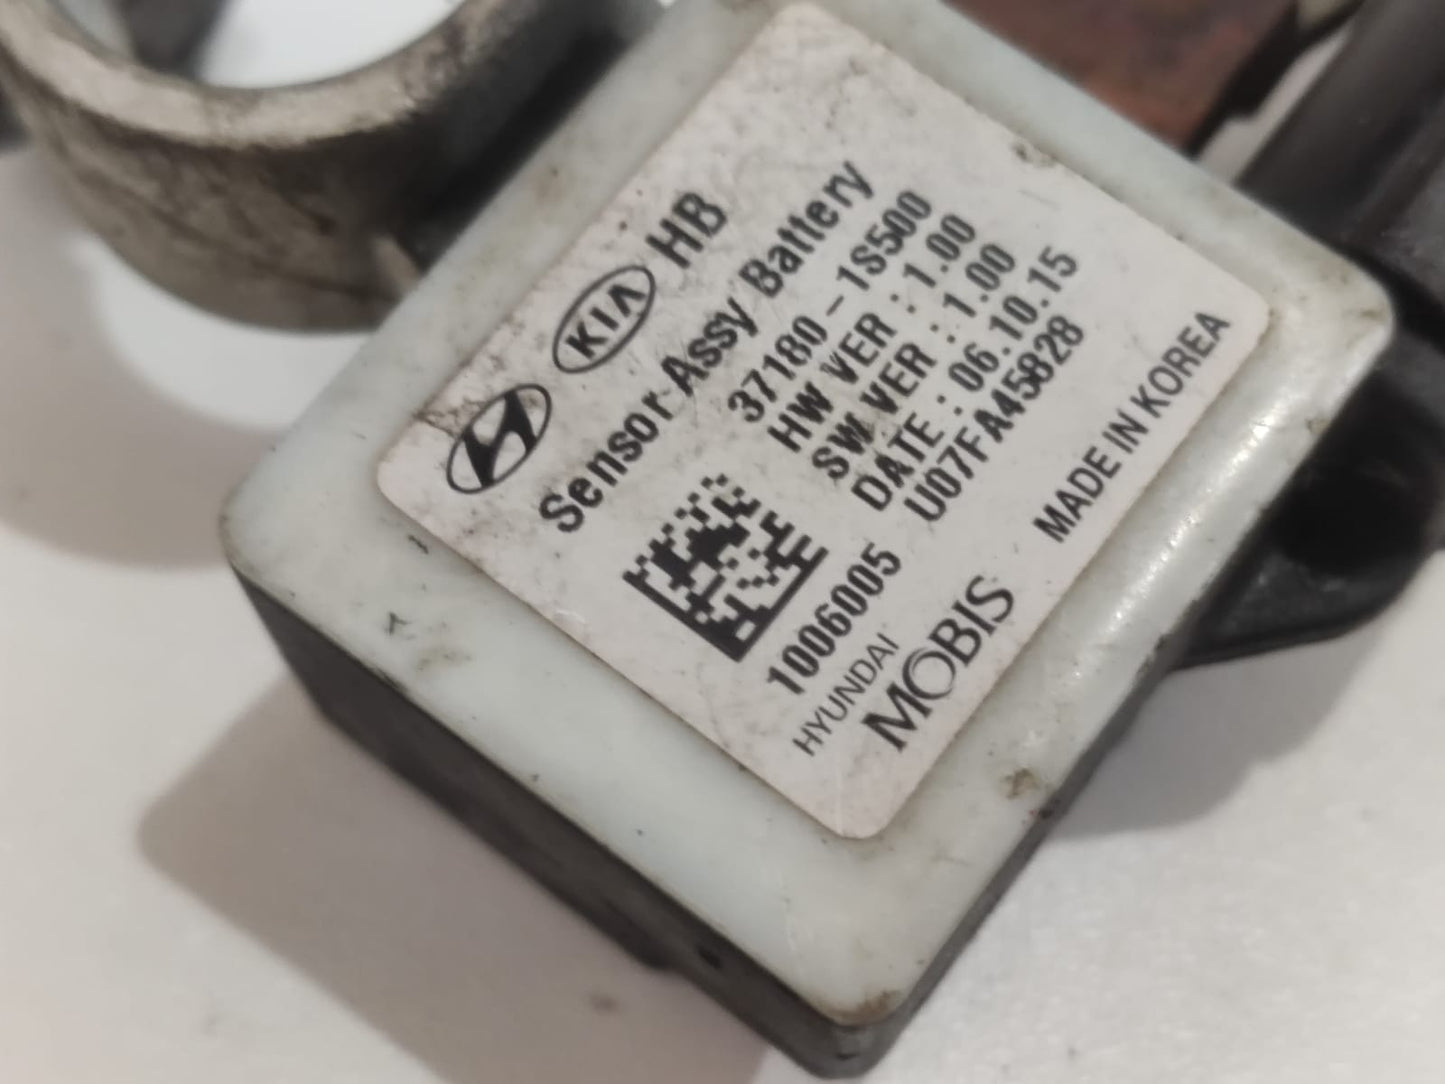 KIA HB
Sensor Assy Battery
37180-1S500
HW VER : 1.00
SW VER : 1.00
DATE : 06.10.15
U07FA45828
1006005
HYUNDAI
MOBIS
MADE IN KOREA